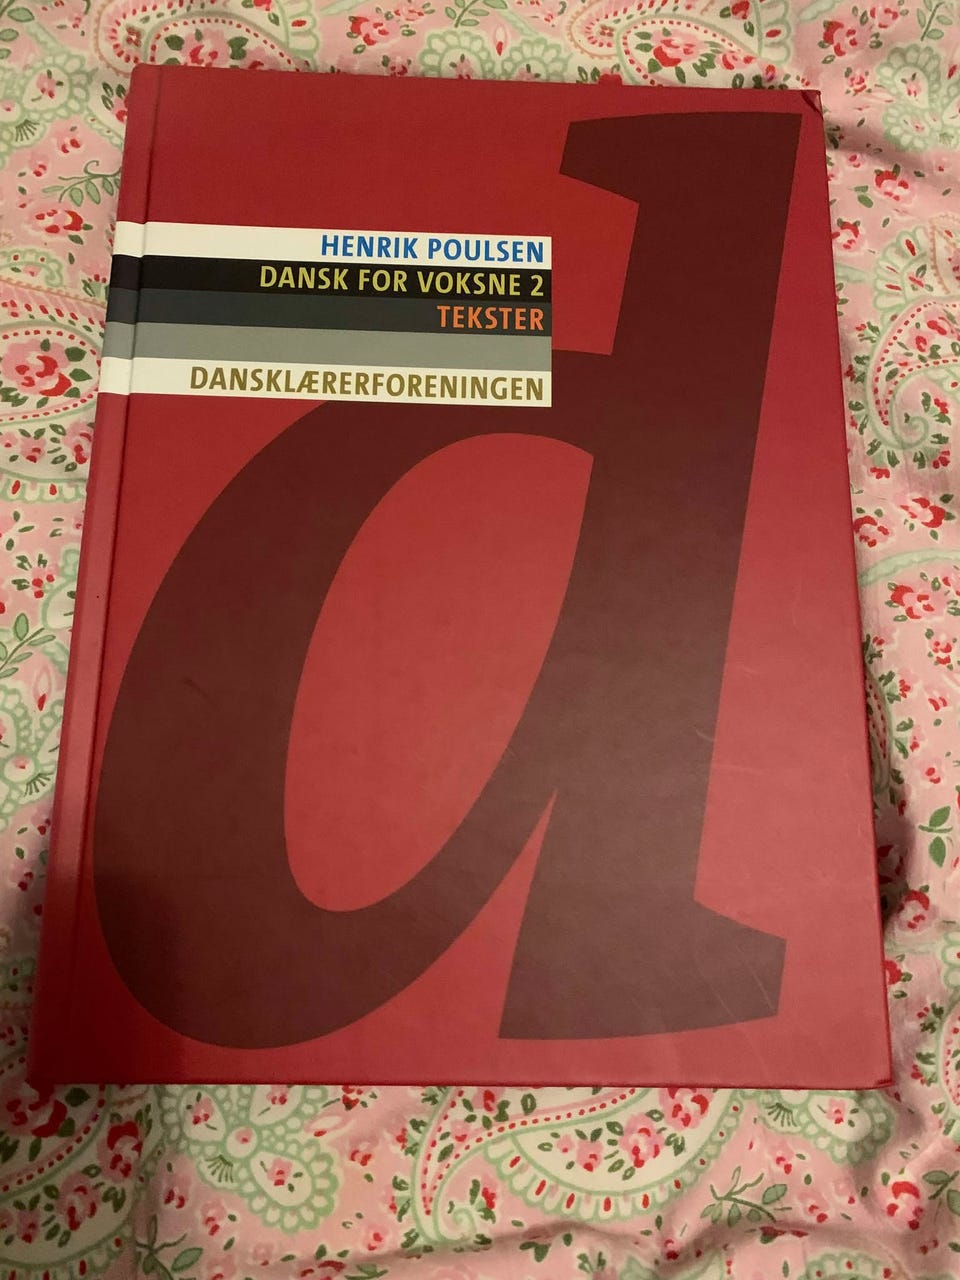 HENRIK POULSEN
DANSK FOR VOKSNE 2
TEKSTER
DANSKLÆRERFORENINGEN
d